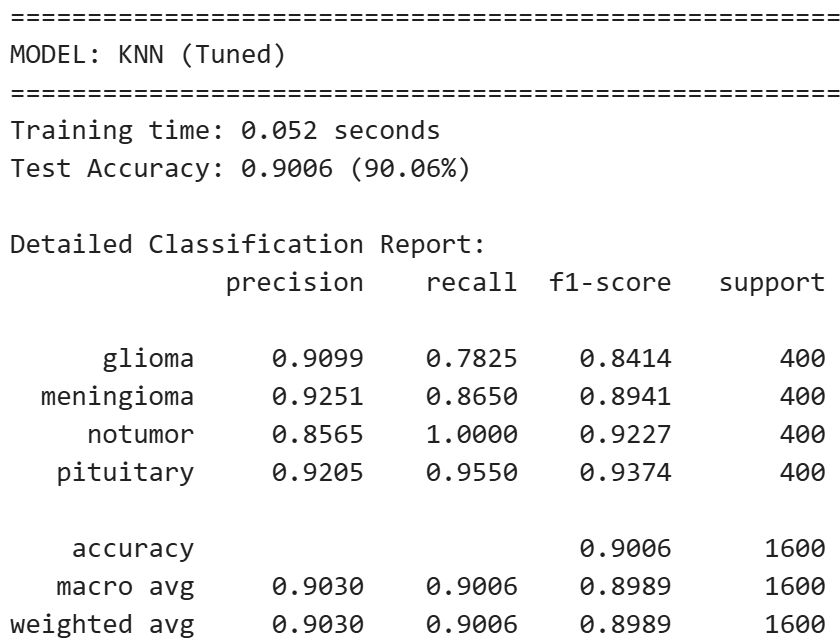 ======================================================
MODEL: KNN (Tuned)
======================================================
Training time: 0.052 seconds
Test Accuracy: 0.9006 (90.06%)

Detailed Classification Report:
              precision    recall  f1-score   support

      glioma     0.9099    0.7825    0.8414       400
  meningioma     0.9251    0.8650    0.8941       400
     notumor     0.8565    1.0000    0.9227       400
   pituitary     0.9205    0.9550    0.9374       400

    accuracy                         0.9006      1600
   macro avg     0.9030    0.9006    0.8989      1600
weighted avg     0.9030    0.9006    0.8989      1600